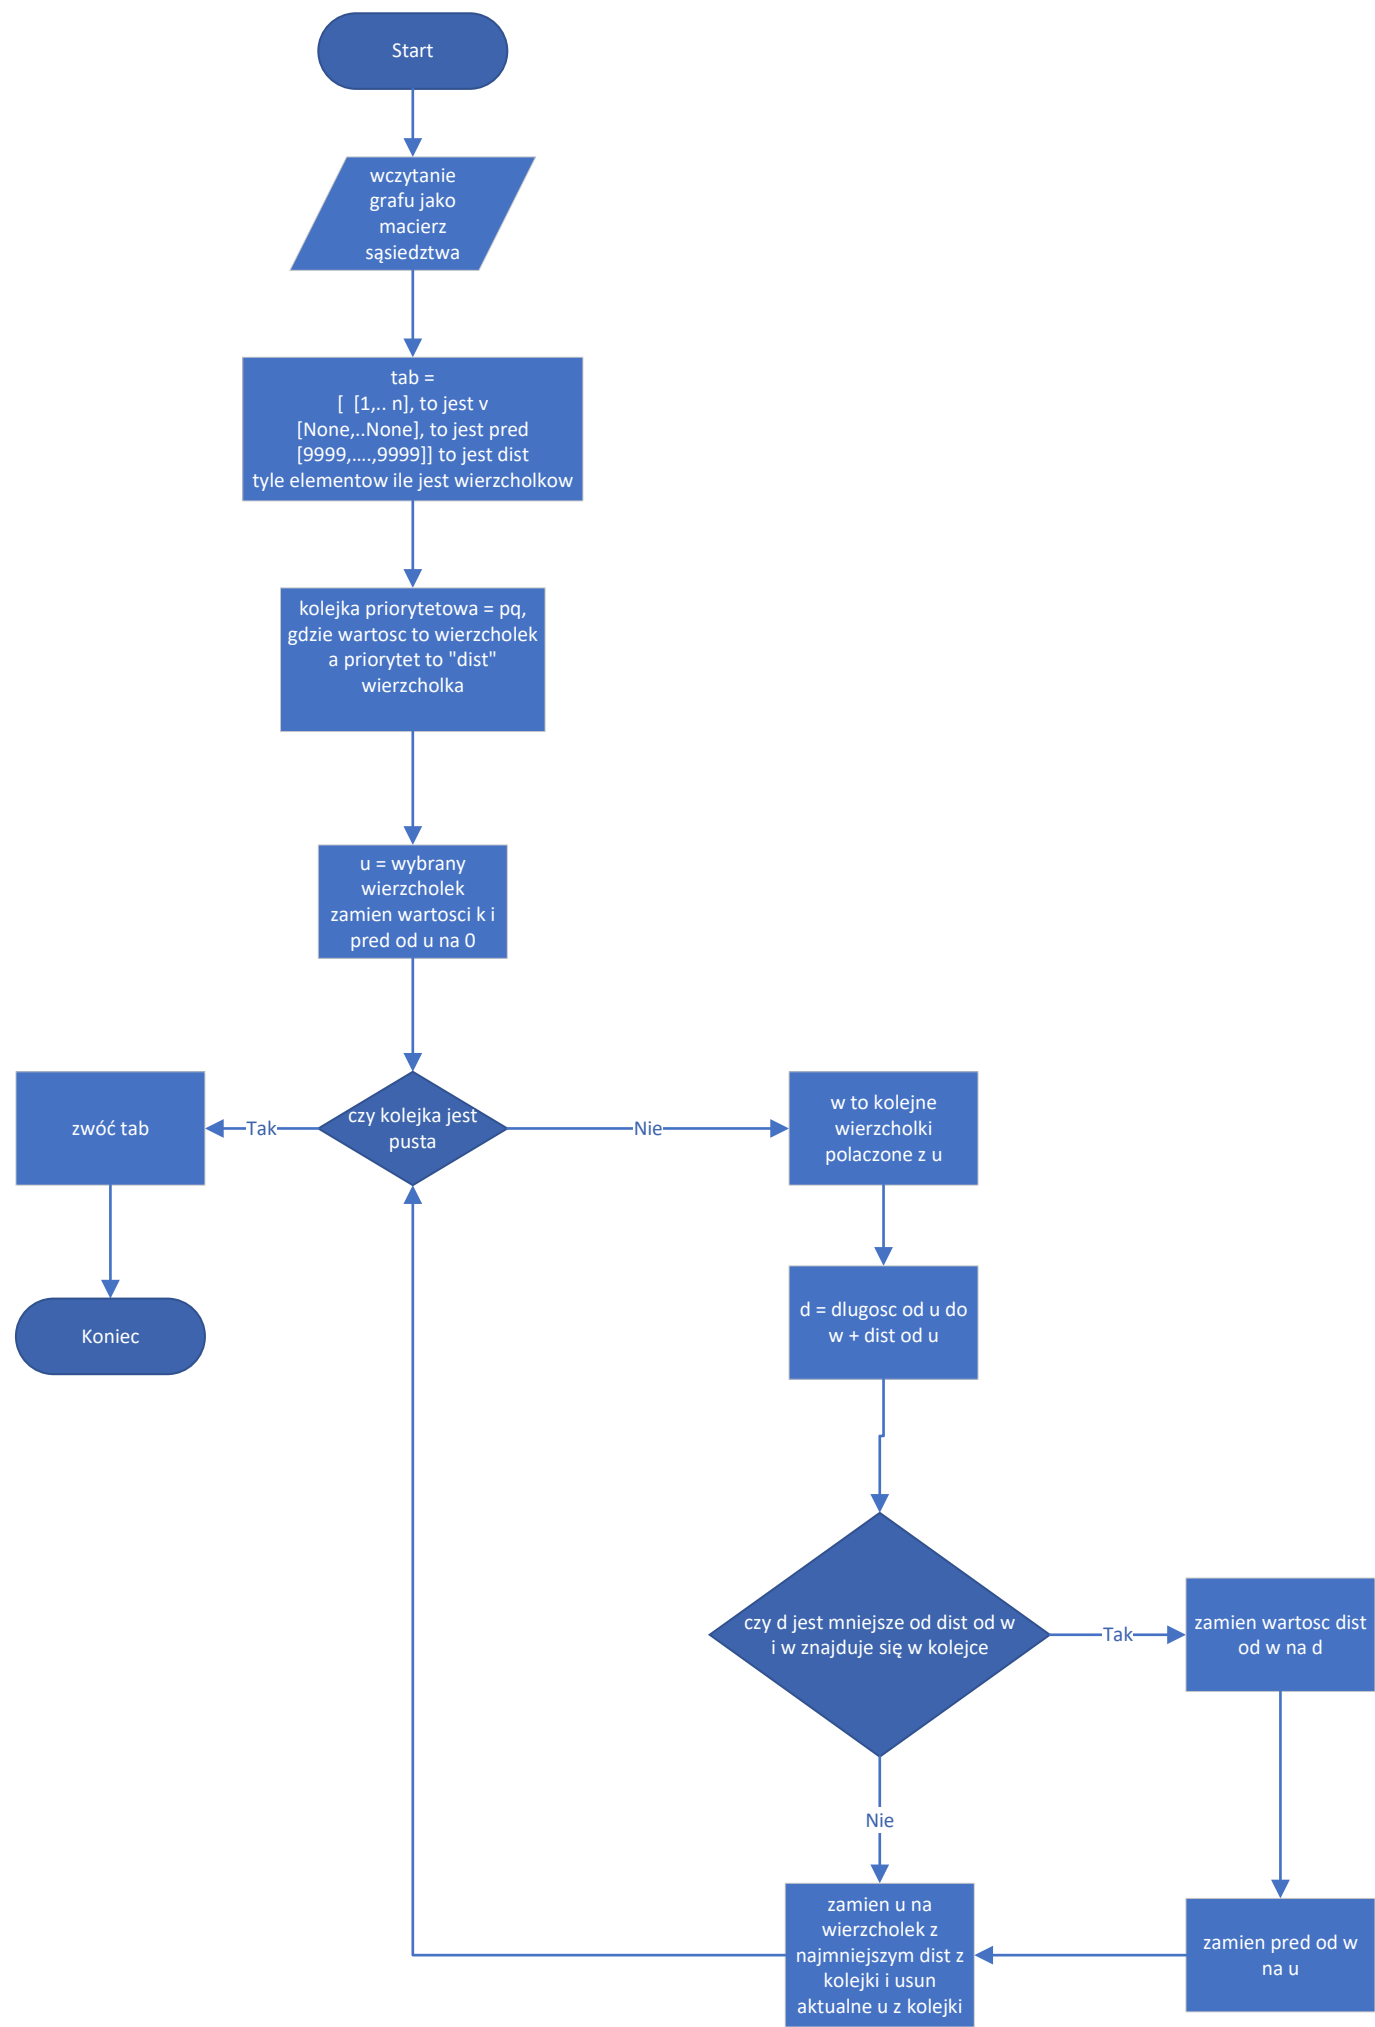 Start
wczytanie
grafu jako
macierz
sąsiedztwa
tab =
[  [1,.. n], to jest v
[None,..None], to jest pred
[9999,....,9999]] to jest dist
tyle elementow ile jest wierzcholkow
kolejka priorytetowa = pq,
gdzie wartosc to wierzcholek
a priorytet to "dist"
wierzcholka
u = wybrany
wierzcholek
zamien wartosci k i
pred od u na 0
czy kolejka jest
pusta
Tak
zwóć tab
Koniec
Nie
w to kolejne
wierzcholki
polaczone z u
d = dlugosc od u do
w + dist od u
czy d jest mniejsze od dist od w
i w znajduje się w kolejce
Tak
zamien wartosc dist
od w na d
zamien pred od w
na u
Nie
zamien u na
wierzcholek z
najmniejszym dist z
kolejki i usun
aktualne u z kolejki